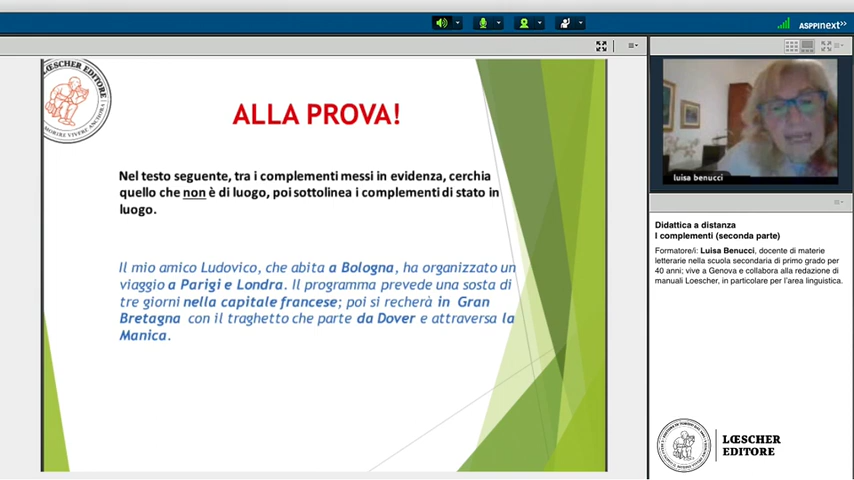 ASPPINEXT>>
LŒSCHER EDITORE
MORIRE VIVERE ANCHORA
ALLA PROVA!
Nel testo seguente, tra i complementi messi in evidenza, cerchia
quello che non è di luogo, poi sottolinea i complementi di stato in
luogo.
Il mio amico Ludovico, che abita a Bologna, ha organizzato un
viaggio a Parigi e Londra. Il programma prevede una sosta di
tre giorni nella capitale francese; poi si recherà in Gran
Bretagna con il traghetto che parte da Dover e attraversa la
Manica.
luisa benucci
Didattica a distanza
I complementi (seconda parte)
Formatore/i: Luisa Benucci, docente di materie
letterarie nella scuola secondaria di primo grado per
40 anni; vive a Genova e collabora alla redazione di
manuali Loescher, in particolare per l'area linguistica.
LŒSCHER
EDITORE